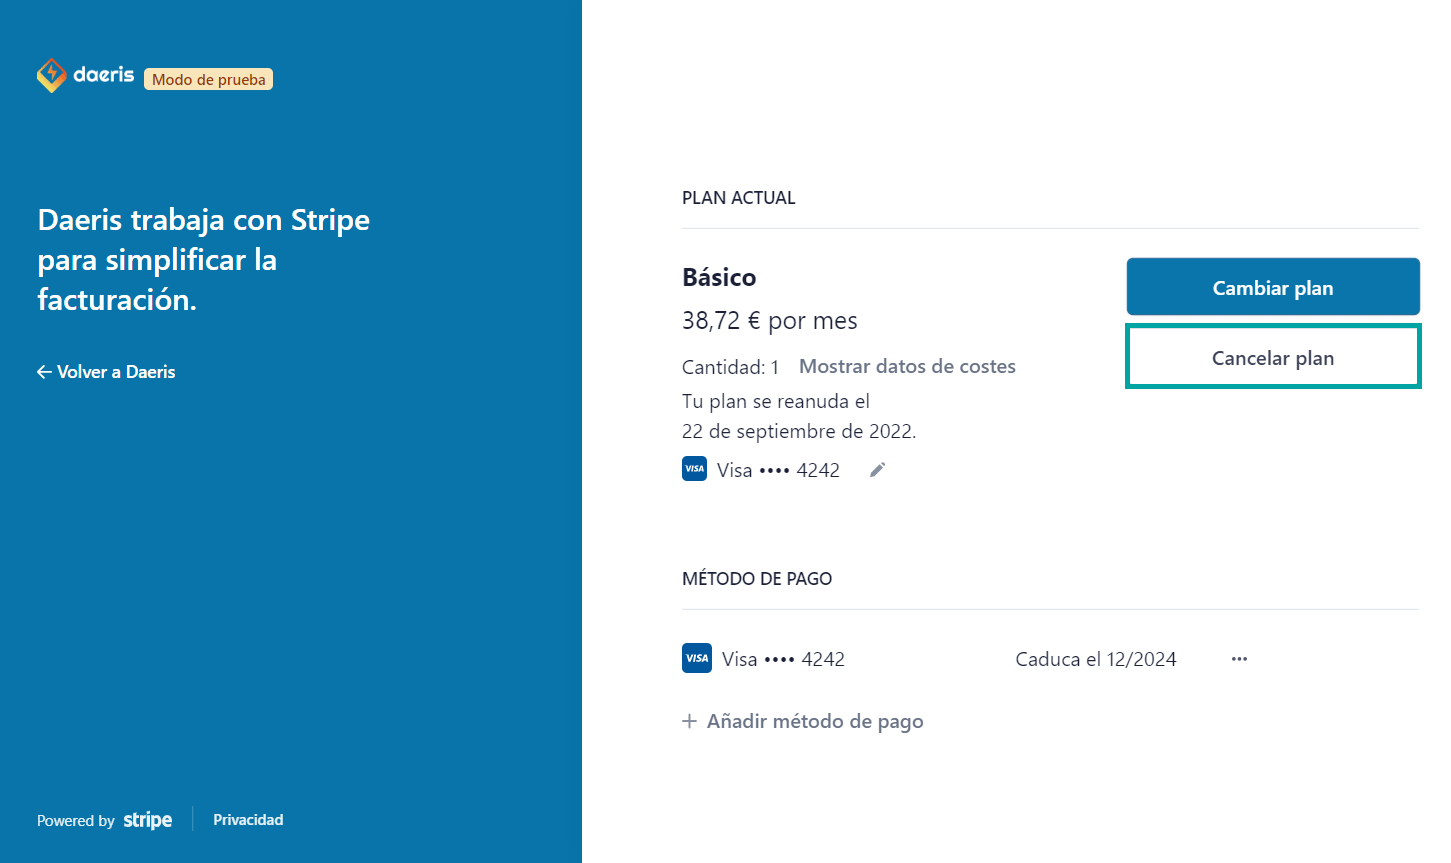 daeris Modo de prueba
Daeris trabaja con Stripe
para simplificar la
facturación.
← Volver a Daeris
Powered by stripe
Privacidad
PLAN ACTUAL
Básico
38,72 € por mes
Cantidad: 1 Mostrar datos de costes
Tu plan se reanuda el
22 de septiembre de 2022.
VISA Visa •••• 4242
Cambiar plan
Cancelar plan
MÉTODO DE PAGO
VISA Visa •••• 4242 Caduca el 12/2024 •••
+ Añadir método de pago